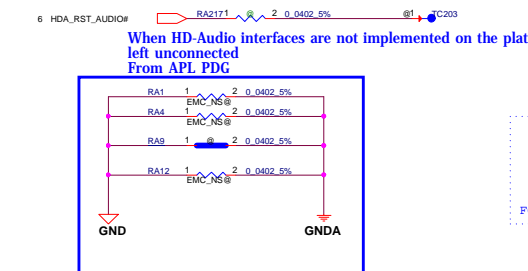 6 HDA_RST_AUDIO# RA2171 @ 2 0_0402_5% @1 TC203
When HD-Audio interfaces are not implemented on the plat
left unconnected
From APL PDG
RA1 1 2 0_0402_5%
EMC_NS@
RA4 1 2 0_0402_5%
EMC_NS@
RA9 1 @ 2 0_0402_5%
RA12 1 2 0_0402_5%
EMC_NS@
GND GNDA
F